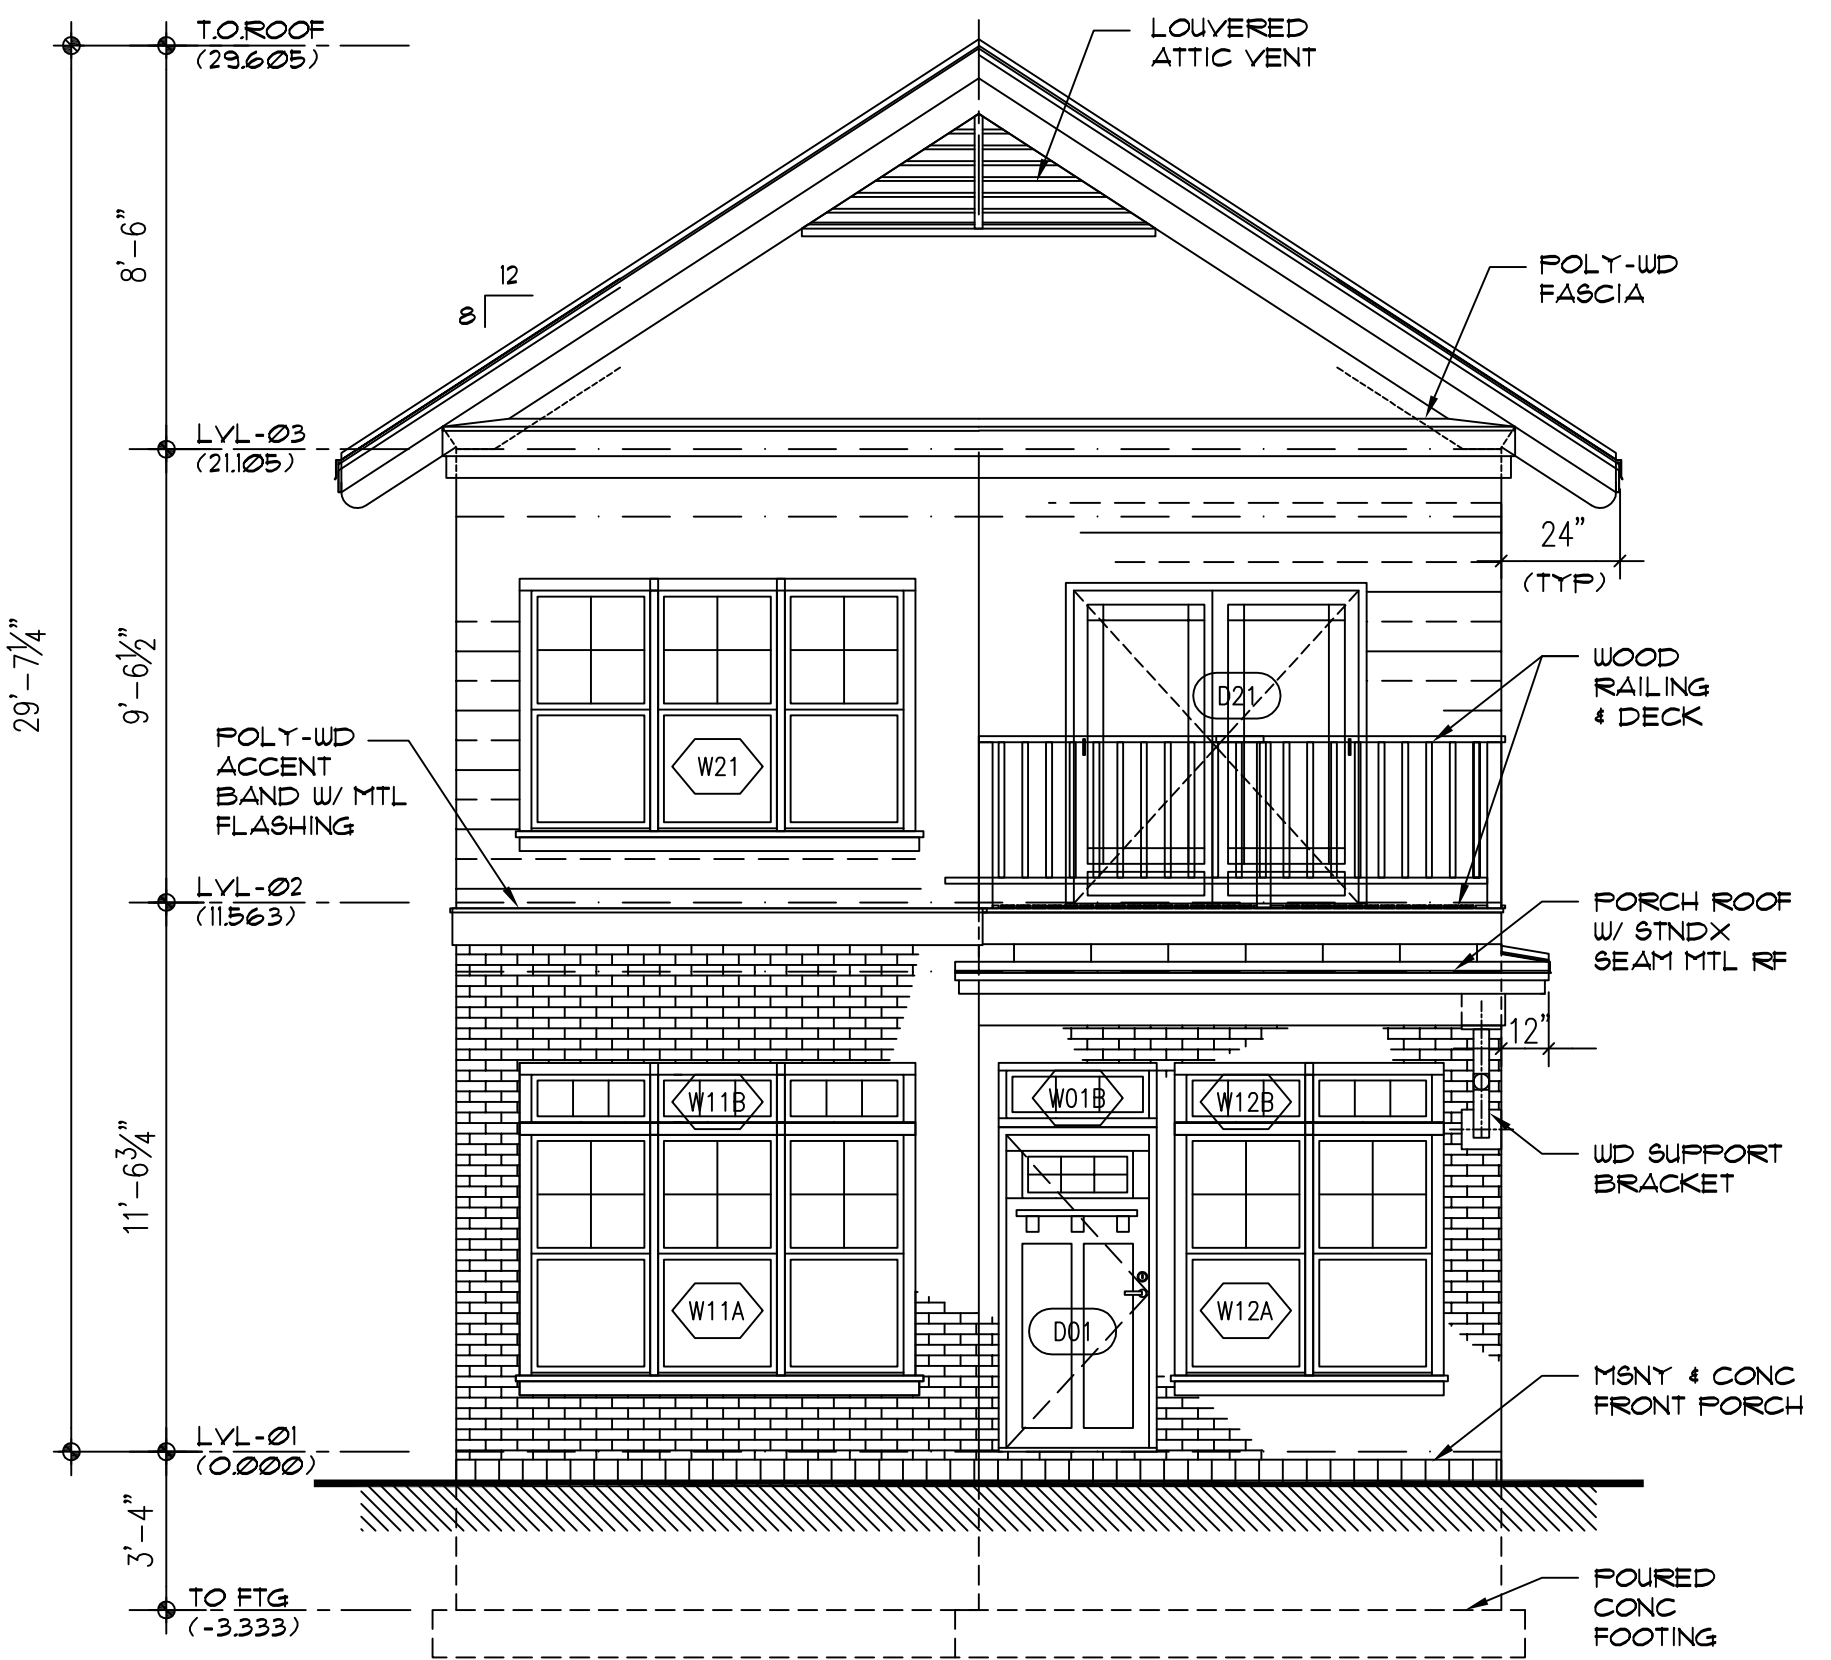 T.O.ROOF
(29.605)
LOUVERED
ATTIC VENT
8'-6"
12
8
POLY-WD
FASCIA
LVL-03
(21.105)
24"
(TYP)
29'-7¼"
9'-6½"
WOOD
RAILING
& DECK
D21
W21
POLY-WD
ACCENT
BAND W/ MTL
FLASHING
LVL-02
(11.563)
PORCH ROOF
W/ STNDX
SEAM MTL RF
12"
W11B
W01B
W12B
11'-6¾"
WD SUPPORT
BRACKET
W11A
D01
W12A
MSNY & CONC
FRONT PORCH
LVL-01
(0.000)
3'-4"
TO FTG
(-3.333)
POURED
CONC
FOOTING